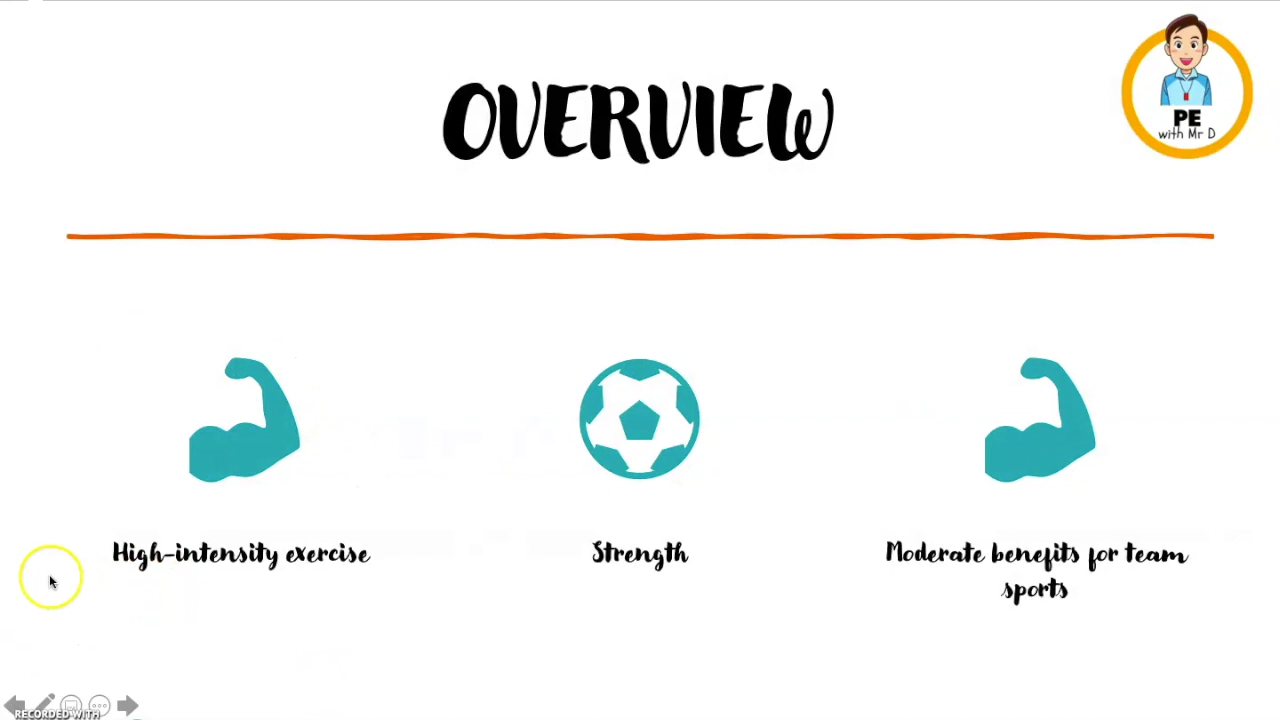 OVERVIEW
PE
with Mr D
High-intensity exercise
Strength
Moderate benefits for team
sports
RECORDED WITH